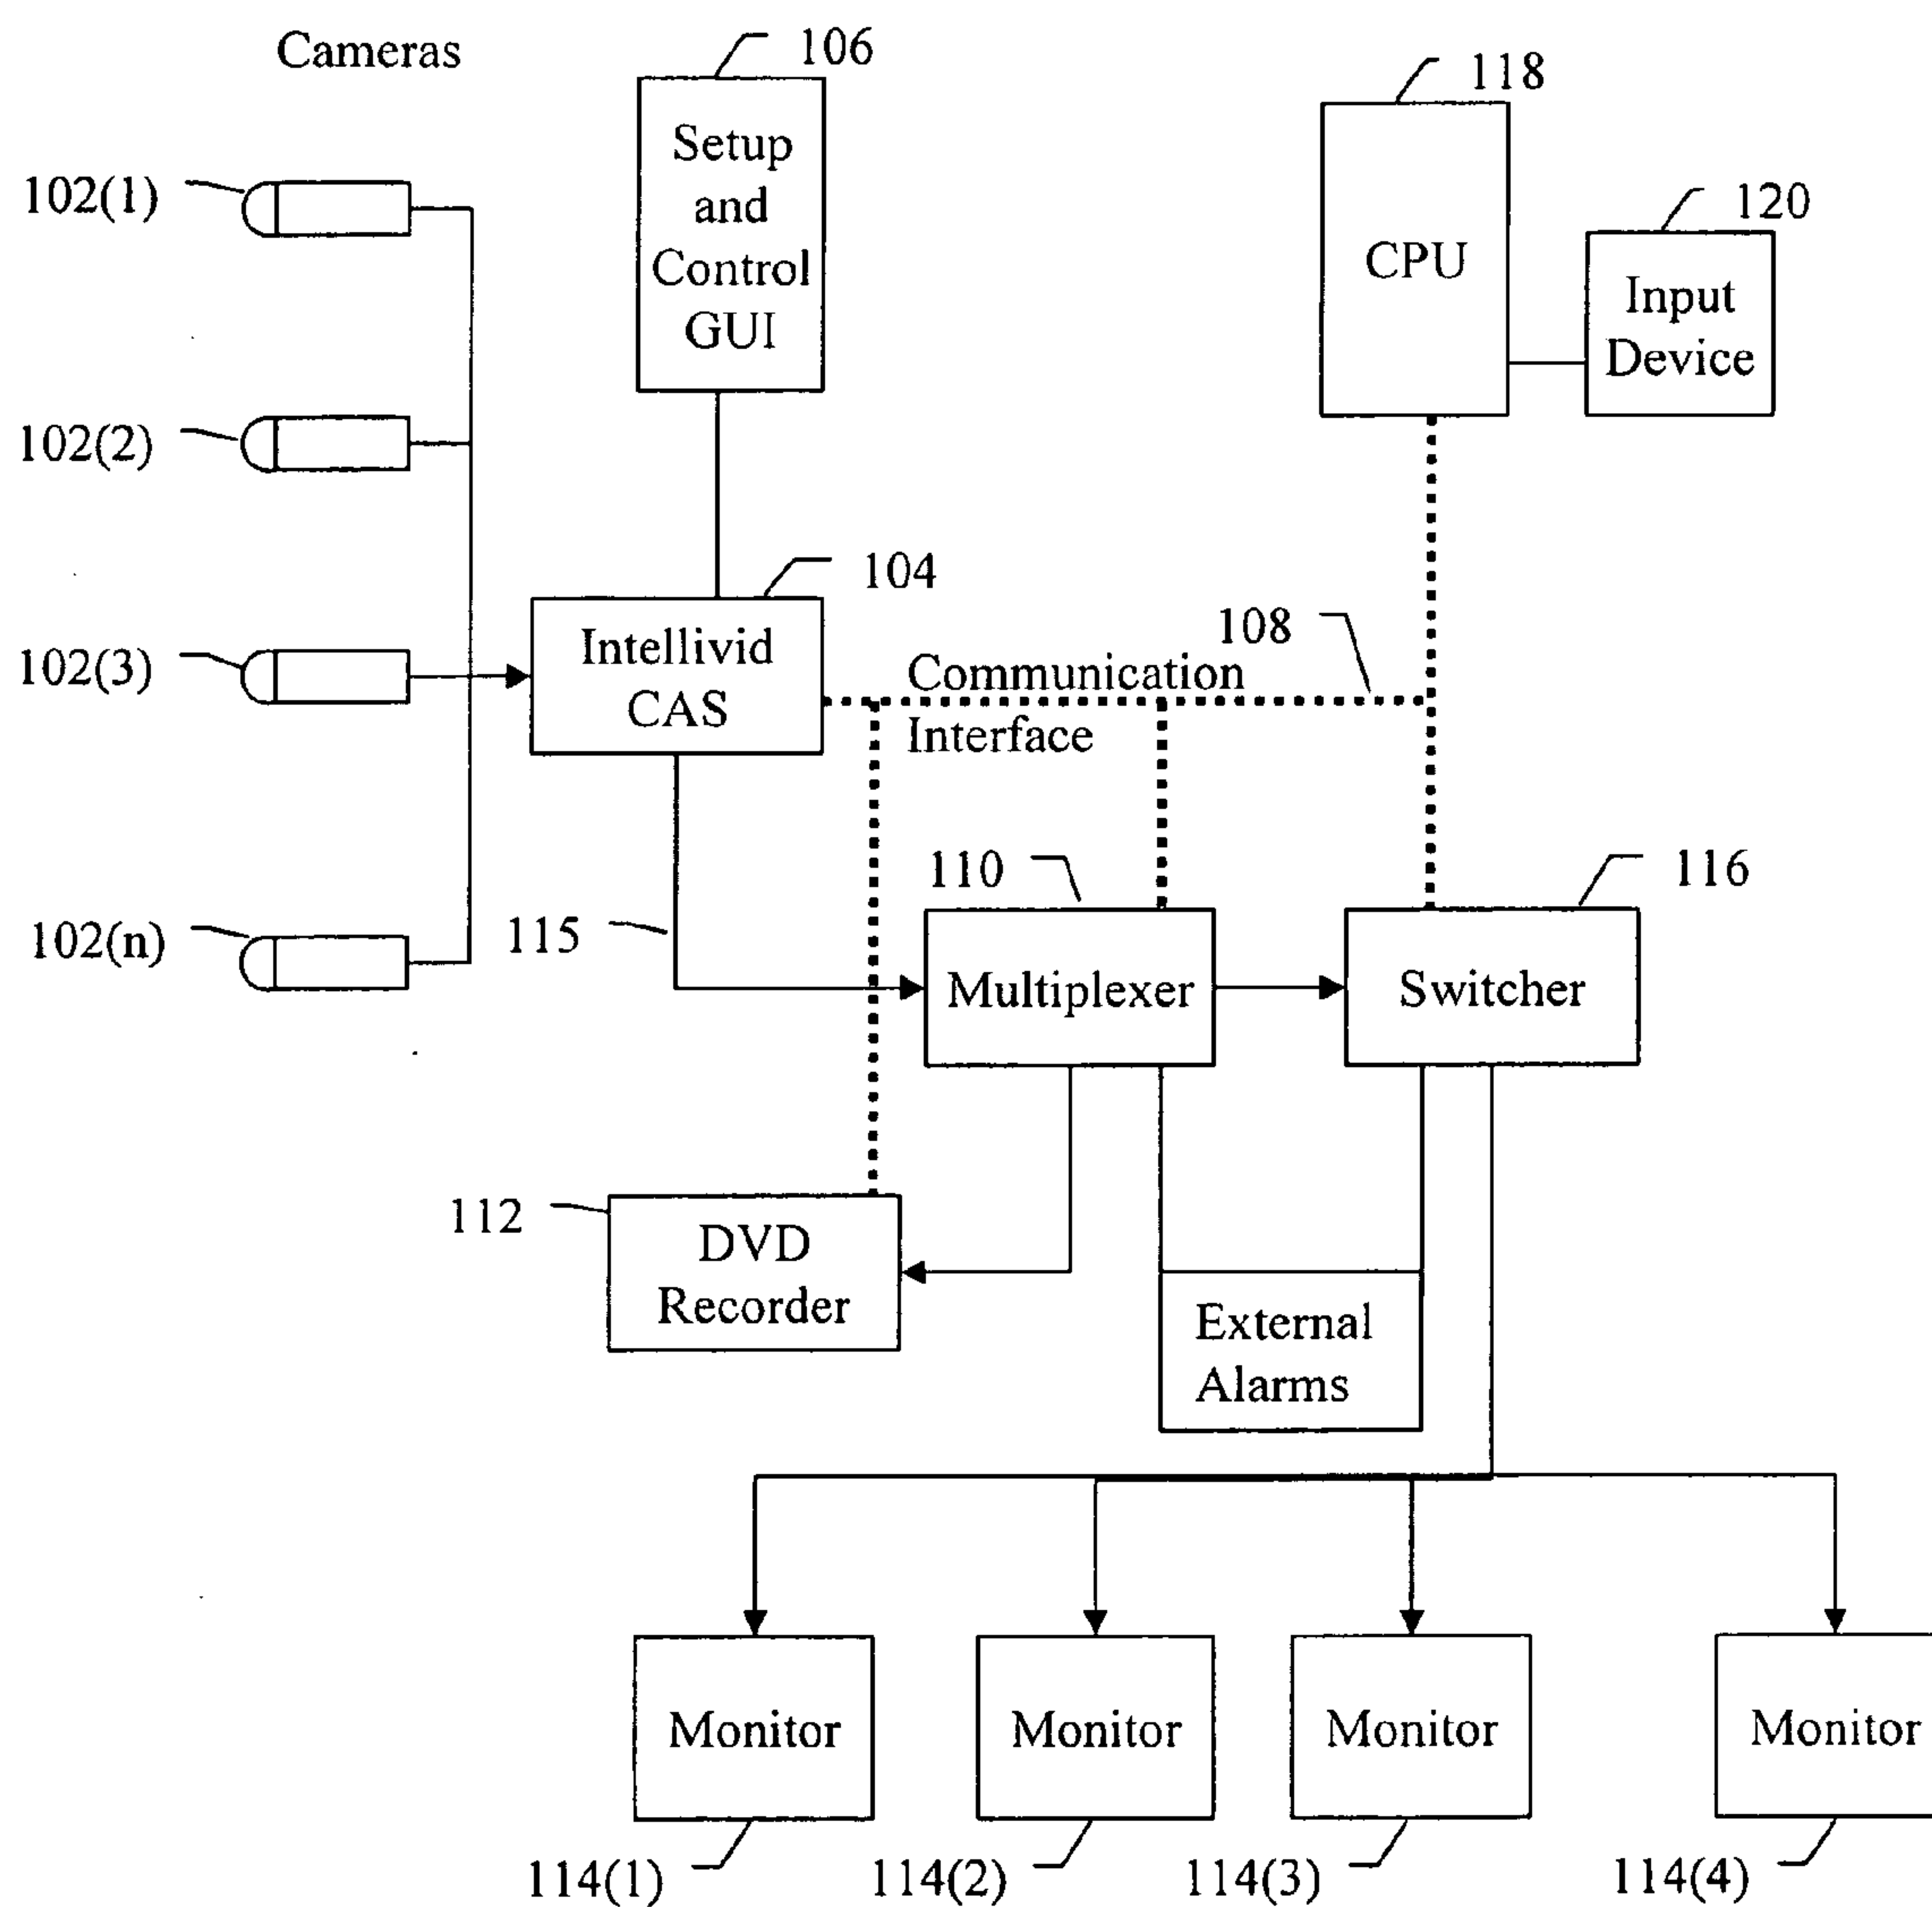 Cameras
106
118
Setup
and
Control
GUI
102(1)
120
CPU
Input
Device
102(2)
104
108
102(3)
Intellivid
CAS
Communication
Interface
110
116
115
102(n)
Multiplexer
Switcher
112
DVD
Recorder
External
Alarms
Monitor
Monitor
Monitor
Monitor
114(1)
114(2)
114(3)
114(4)